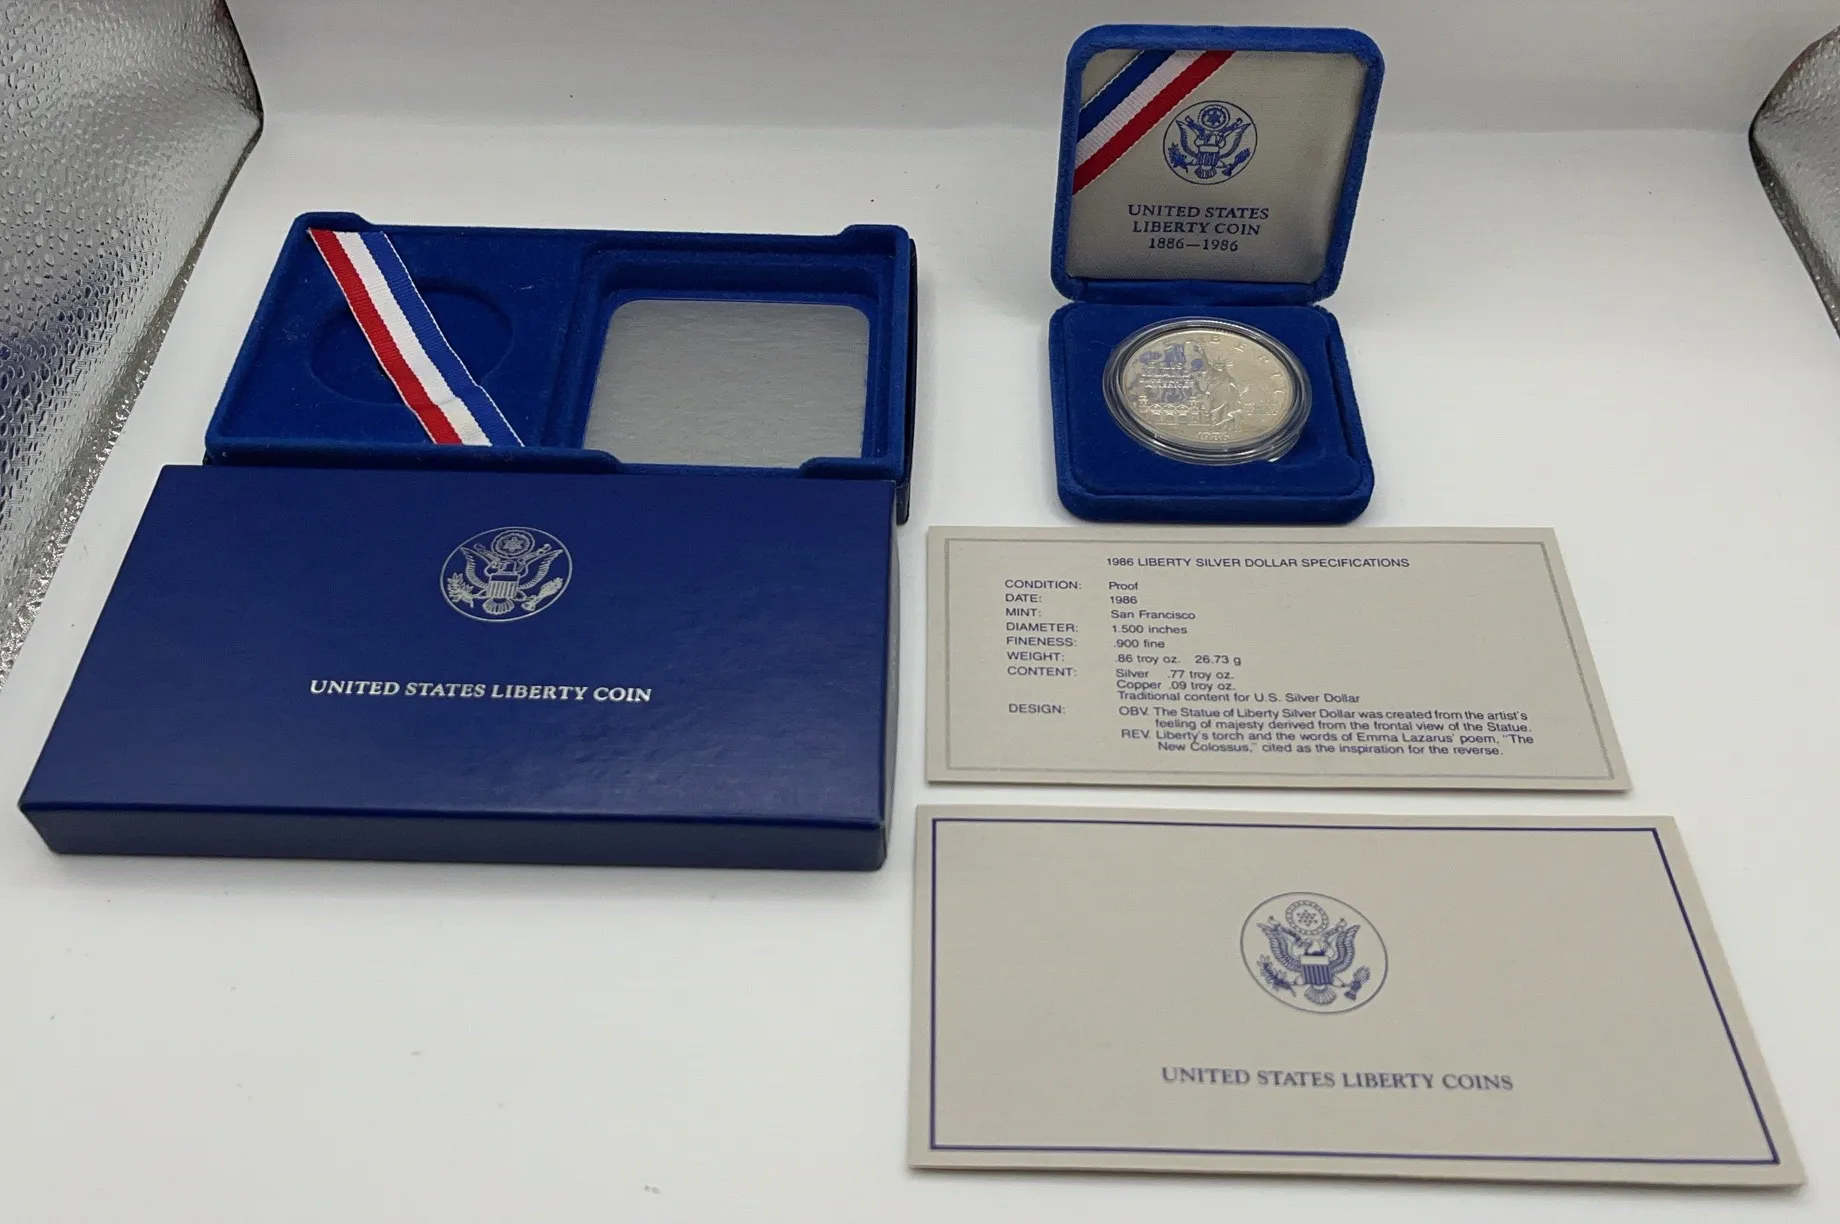 UNITED STATES
LIBERTY COIN
1886—1986
LIBERTY
ELLIS
ISLAND
1986
UNITED STATES LIBERTY COIN
1986 LIBERTY SILVER DOLLAR SPECIFICATIONS
CONDITION: Proof
DATE: 1986
MINT: San Francisco
DIAMETER: 1.500 inches
FINENESS: .900 fine
WEIGHT: .86 troy oz. 26.73 g
CONTENT: Silver .77 troy oz.
Copper .09 troy oz.
Traditional content for U.S. Silver Dollar
DESIGN: OBV. The Statue of Liberty Silver Dollar was created from the artist's
feeling of majesty derived from the frontal view of the Statue.
REV. Liberty's torch and the words of Emma Lazarus' poem, "The
New Colossus," cited as the inspiration for the reverse.
UNITED STATES LIBERTY COINS